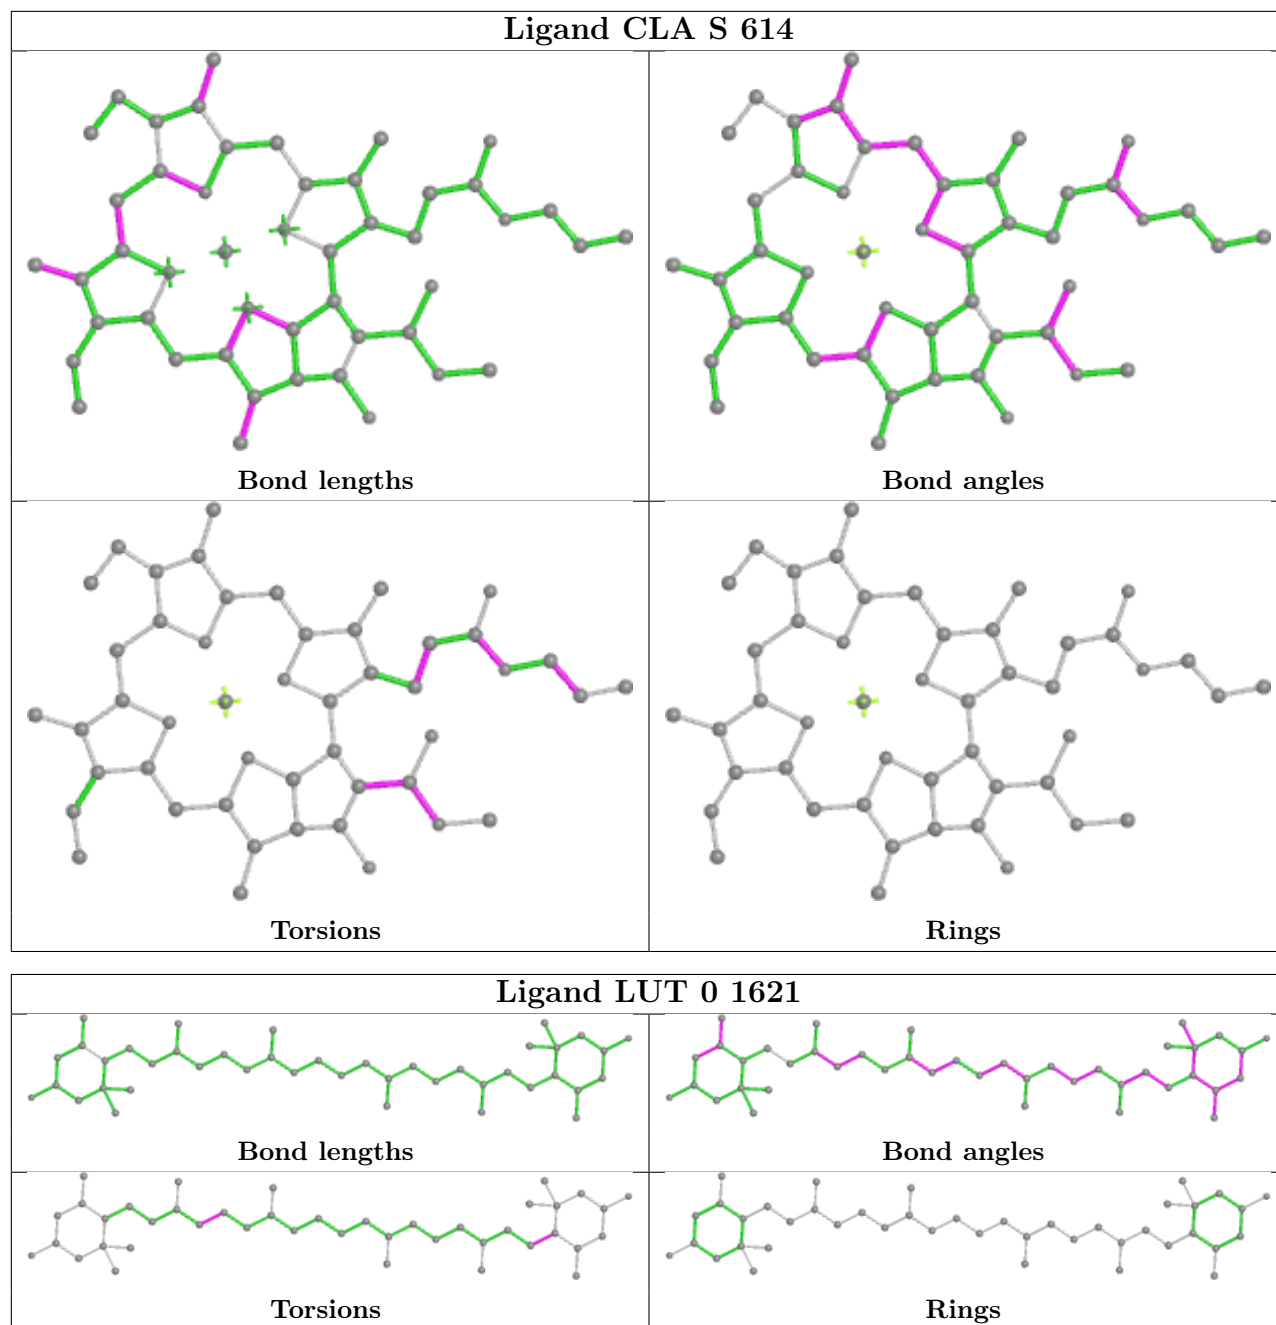 Ligand CLA S 614
Bond lengths
Bond angles
Torsions
Rings
Ligand LUT 0 1621
Bond lengths
Bond angles
Torsions
Rings